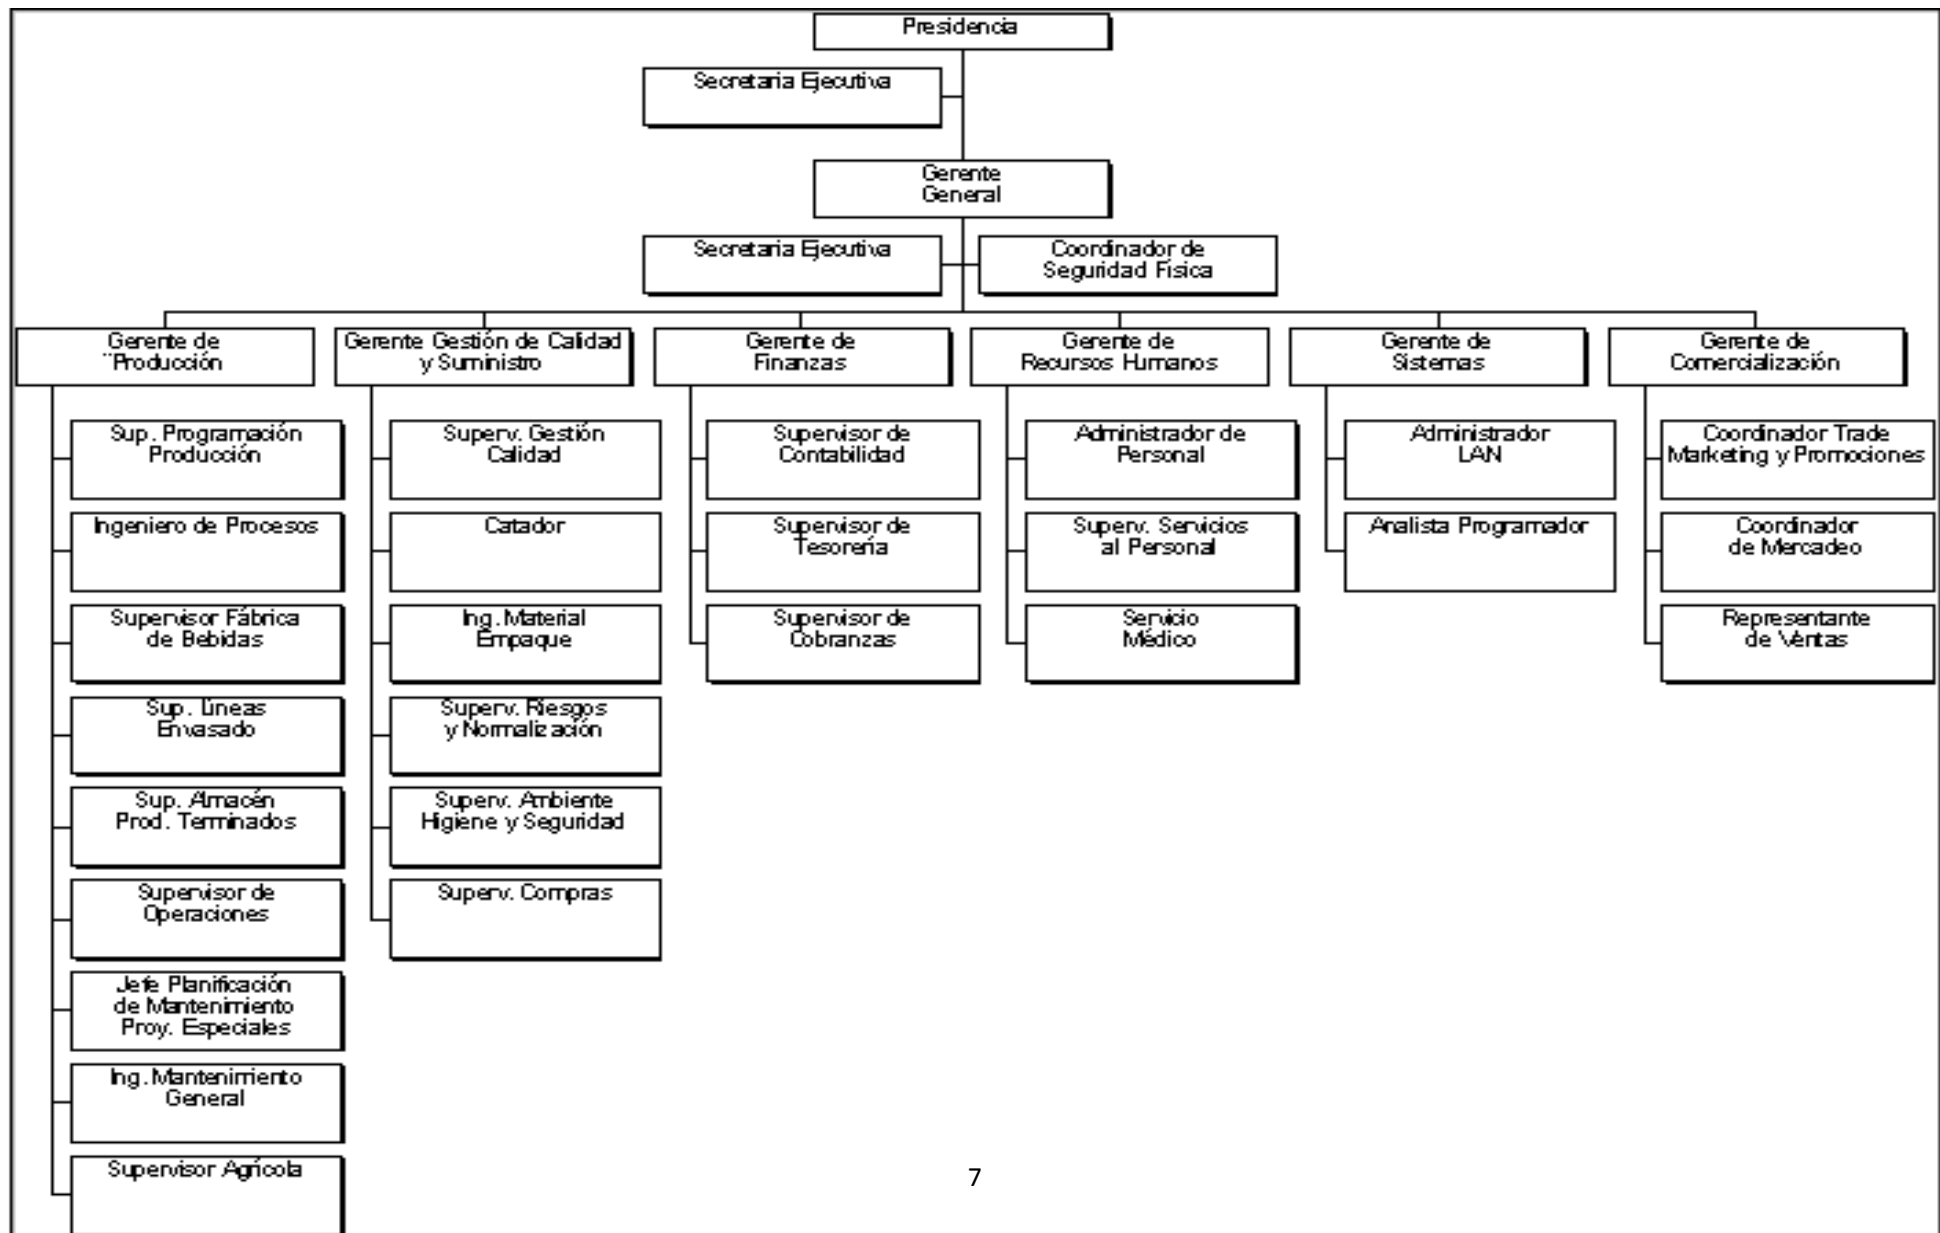 Presidencia
Secretaria Ejecutiva
Gerente
General
Secretaria Ejecutiva
Coordinador de
Seguridad Física
Gerente de
¨Producción
Gerente Gestión de Calidad
y Suministro
Gerente de
Finanzas
Gerente de
Recursos Humanos
Gerente de
Sistemas
Gerente de
Comercialización
Sup. Programación
Producción
Ingeniero de Procesos
Supervisor Fábrica
de Bebidas
Sup. Líneas
Envasado
Sup. Almacén
Prod. Terminados
Supervisor de
Operaciones
Jefe Planificación
de Mantenimiento
Proy. Especiales
Ing. Mantenimiento
General
Supervisor Agrícola
Superv. Gestión
Calidad
Catador
Ing. Material
Empaque
Superv. Riesgos
y Normalización
Superv. Ambiente
Higiene y Seguridad
Superv. Compras
Supervisor de
Contabilidad
Supervisor de
Tesorería
Supervisor de
Cobranzas
Administrador de
Personal
Superv. Servicios
al Personal
Servicio
Médico
Administrador
LAN
Analista Programador
Coordinador Trade
Marketing y Promociones
Coordinador
de Mercadeo
Representante
de Ventas
7